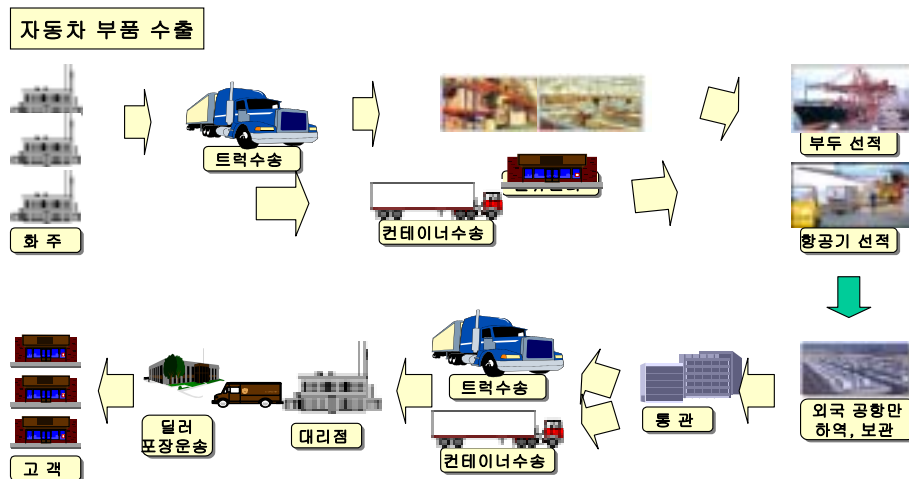 자동차 부품 수출
트럭수송
부두 선적
컨테이너수송
화 주
항공기 선적
트럭수송
외국 공항만
하역, 보관
통 관
대리점
딜러
포장운송
컨테이너수송
고 객